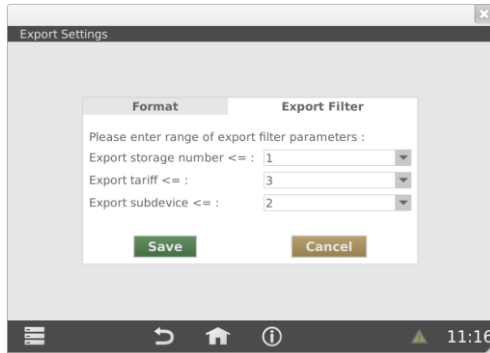 Export Settings
Format Export Filter
Please enter range of export filter parameters :
Export storage number <= : 1
Export tariff <= : 3
Export subdevice <= : 2
Save Cancel
11:16